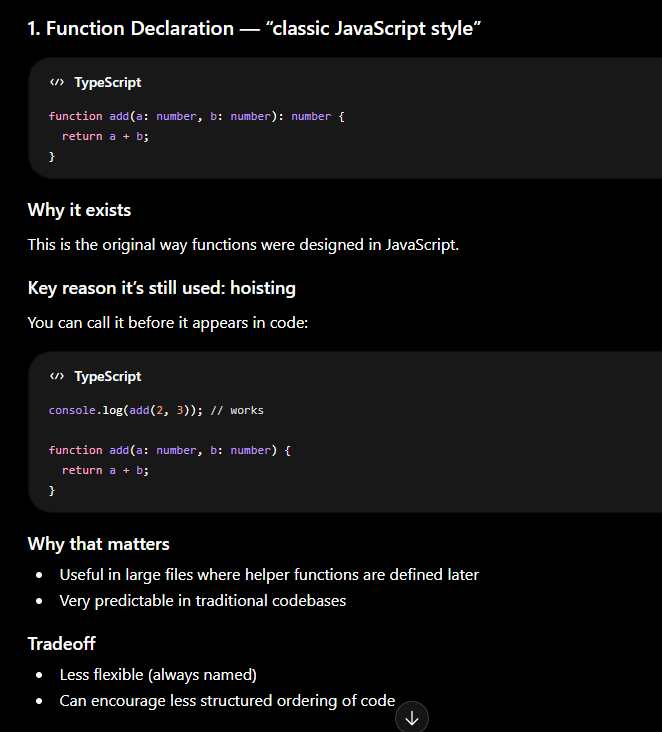 1. Function Declaration — “classic JavaScript style”
</> TypeScript
function add(a: number, b: number): number {
  return a + b;
}
Why it exists
This is the original way functions were designed in JavaScript.
Key reason it’s still used: hoisting
You can call it before it appears in code:
</> TypeScript
console.log(add(2, 3)); // works

function add(a: number, b: number) {
  return a + b;
}
Why that matters
• Useful in large files where helper functions are defined later
• Very predictable in traditional codebases
Tradeoff
• Less flexible (always named)
• Can encourage less structured ordering of code